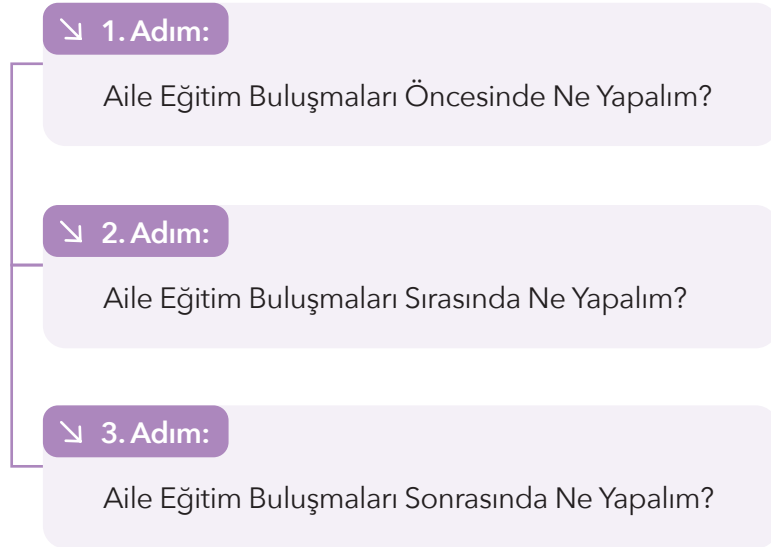 1. Adım:
Aile Eğitim Buluşmaları Öncesinde Ne Yapalım?
2. Adım:
Aile Eğitim Buluşmaları Sırasında Ne Yapalım?
3. Adım:
Aile Eğitim Buluşmaları Sonrasında Ne Yapalım?